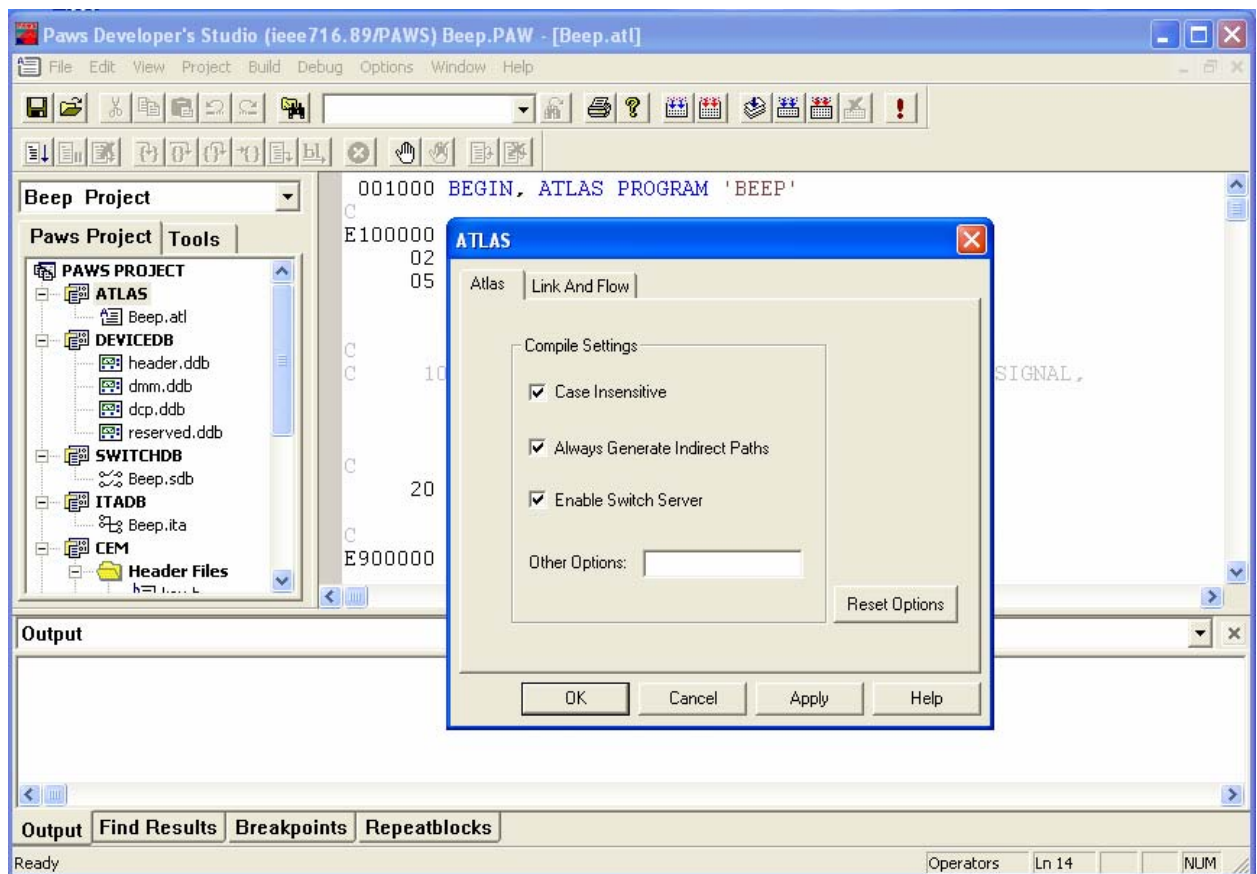 Paws Developer's Studio (ieee716.89/PAWS) Beep.PAW - [Beep.atl]
File Edit View Project Build Debug Options Window Help
Beep Project
Paws Project Tools
PAWS PROJECT
ATLAS
Beep.atl
DEVICEDB
header.ddb
dmm.ddb
dcp.ddb
reserved.ddb
SWITCHDB
Beep.sdb
ITADB
Beep.ita
CEM
Header Files
001000 BEGIN, ATLAS PROGRAM 'BEEP'
C
E100000
02
05
C
C 10 SIGNAL,
C
20
C
E900000
ATLAS
Atlas Link And Flow
Compile Settings
Case Insensitive
Always Generate Indirect Paths
Enable Switch Server
Other Options:
Reset Options
OK Cancel Apply Help
Output
Output Find Results Breakpoints Repeatblocks
Ready Operators Ln 14 NUM